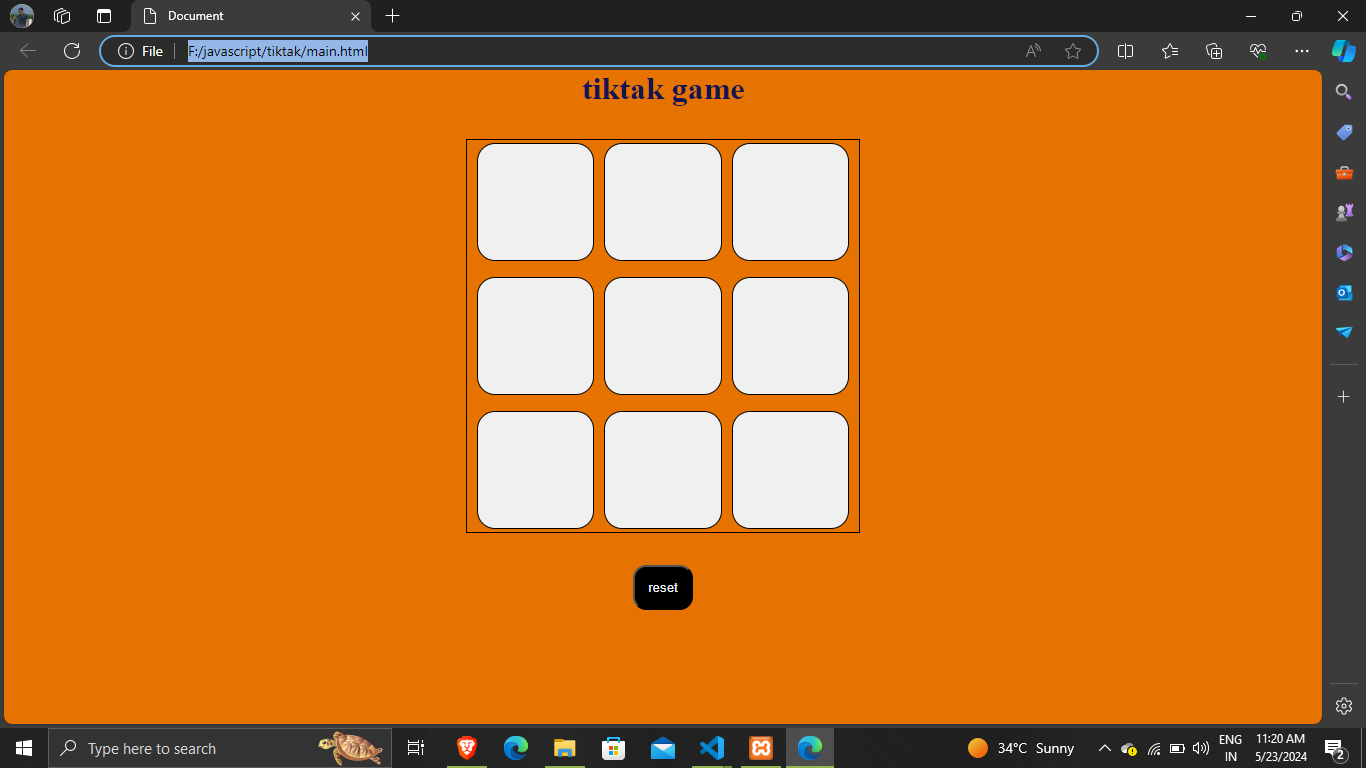 Document
File
F:/javascript/tiktak/main.html
tiktak game
reset
Type here to search
34°C Sunny
ENG
IN
11:20 AM
5/23/2024
2